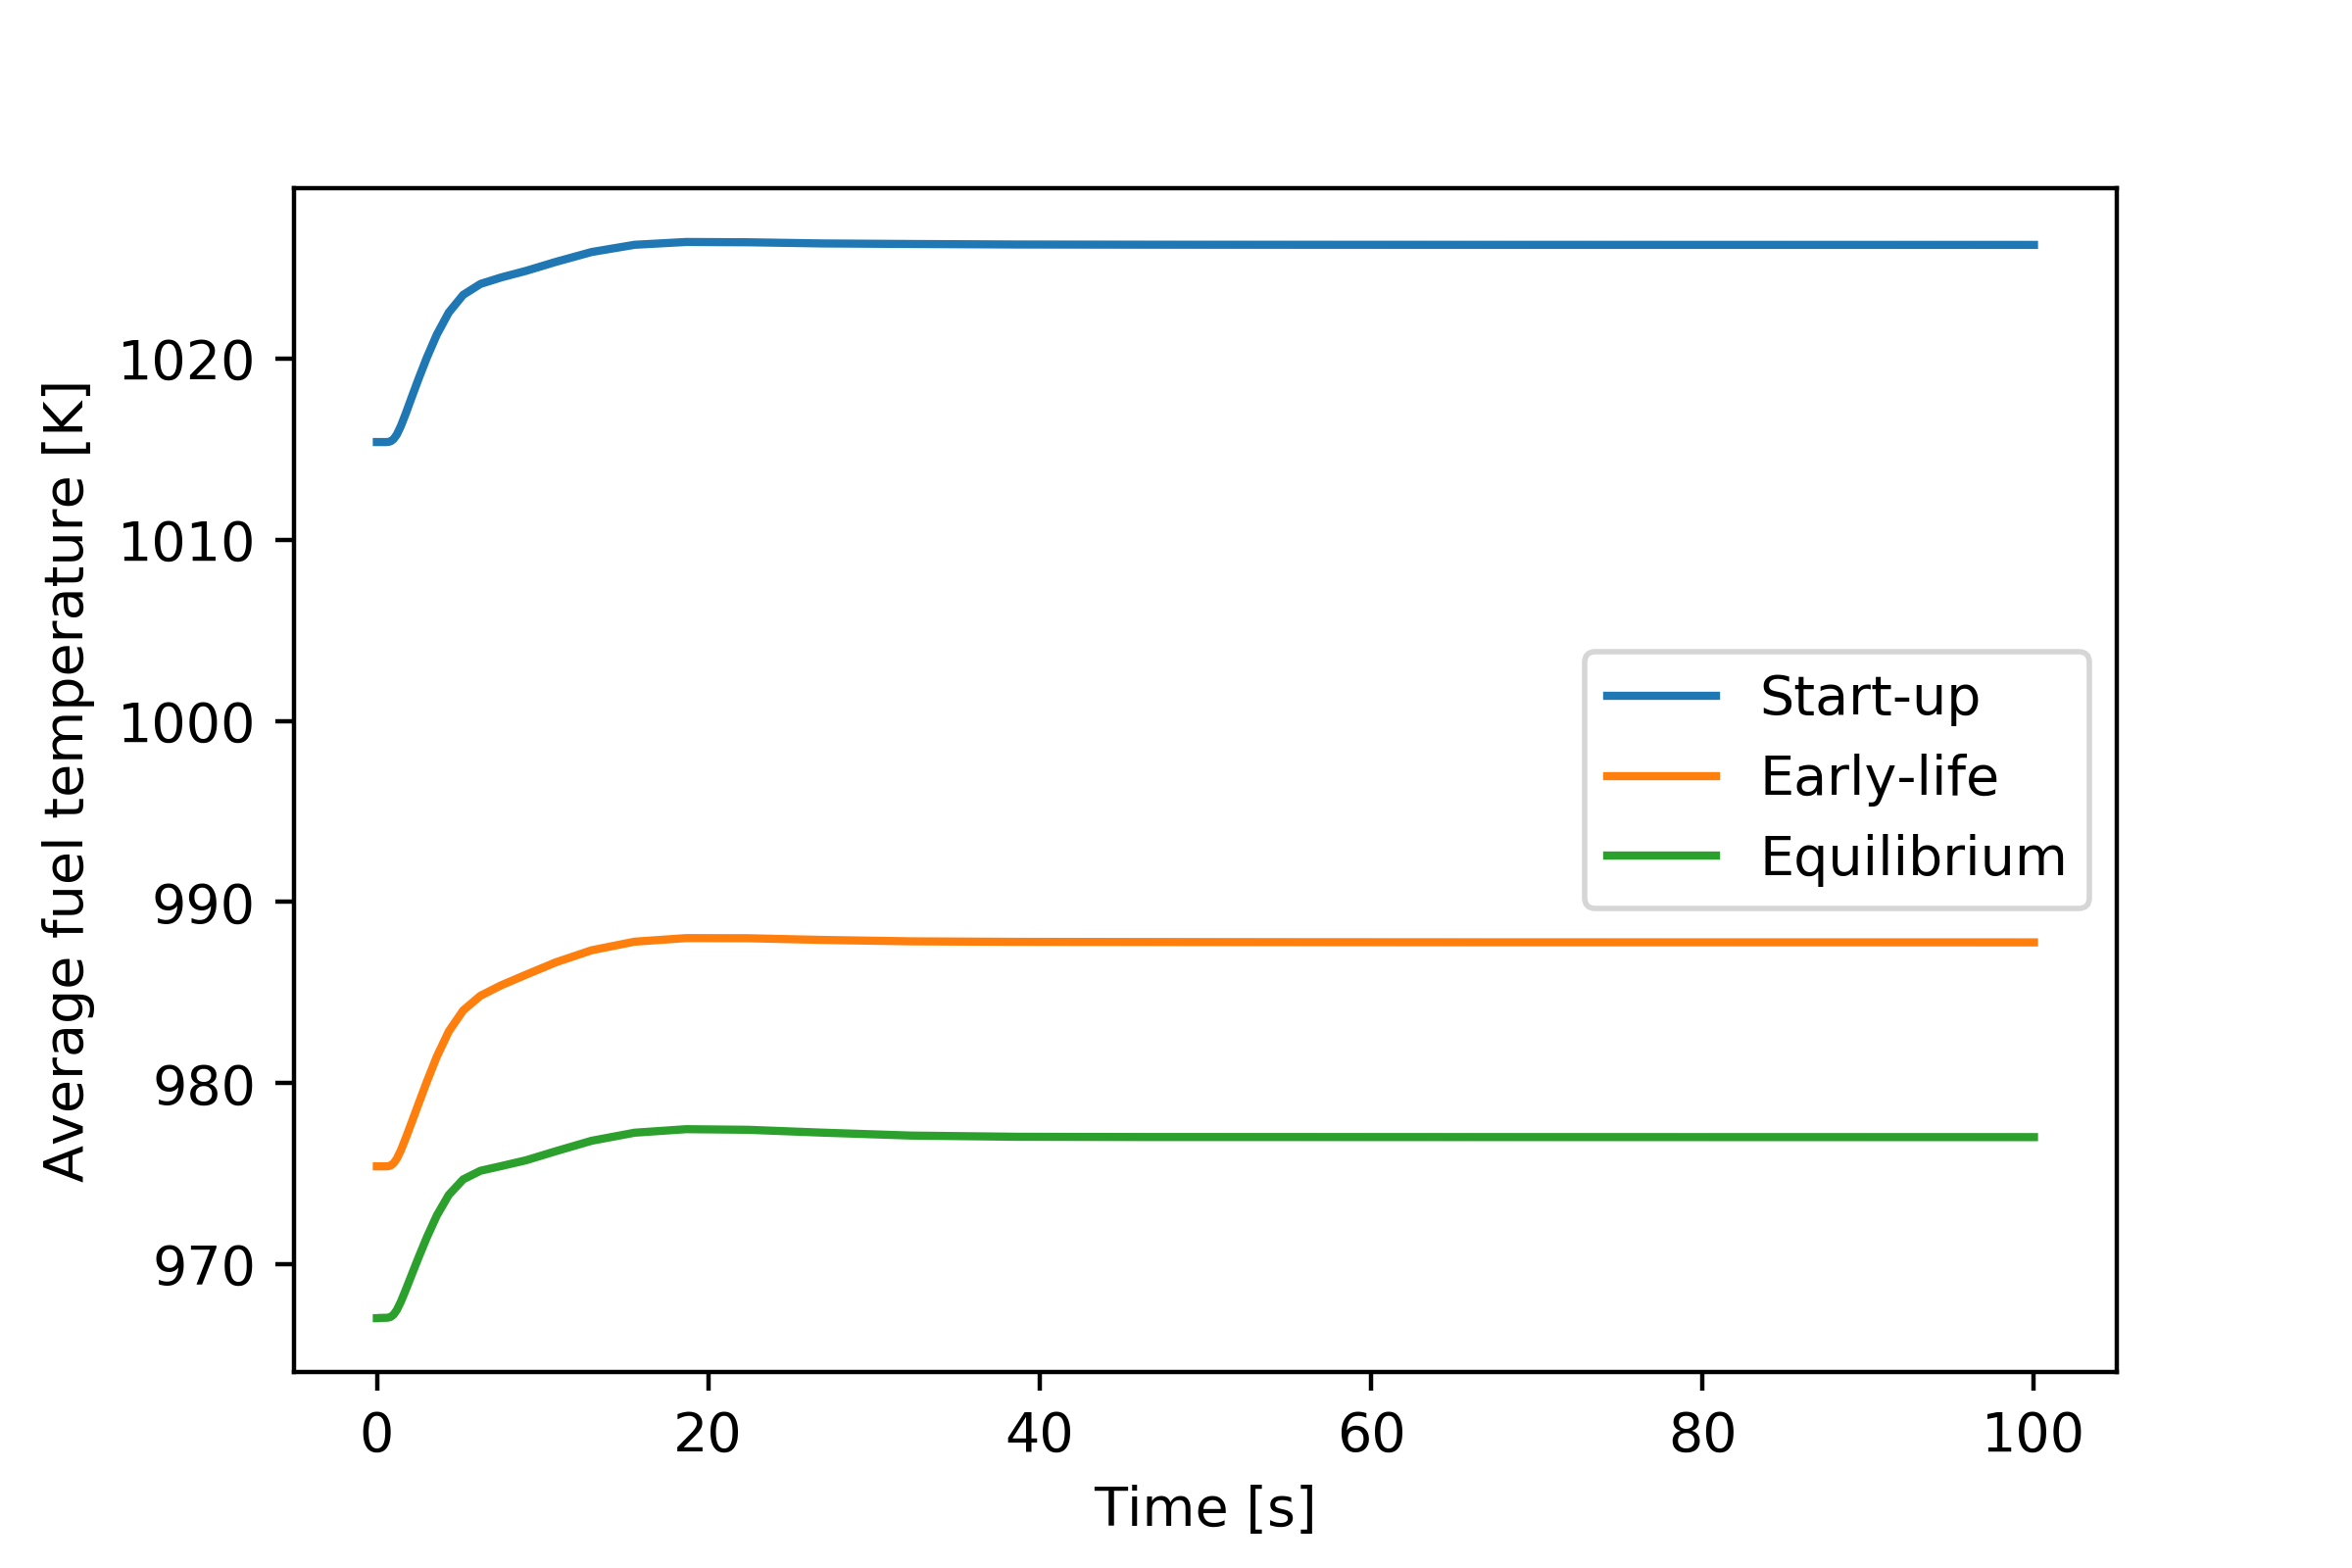 Average fuel temperature [K]
1020
1010
1000
990
980
970
Start-up
Early-life
Equilibrium
0 20 40 60 80 100
Time [s]